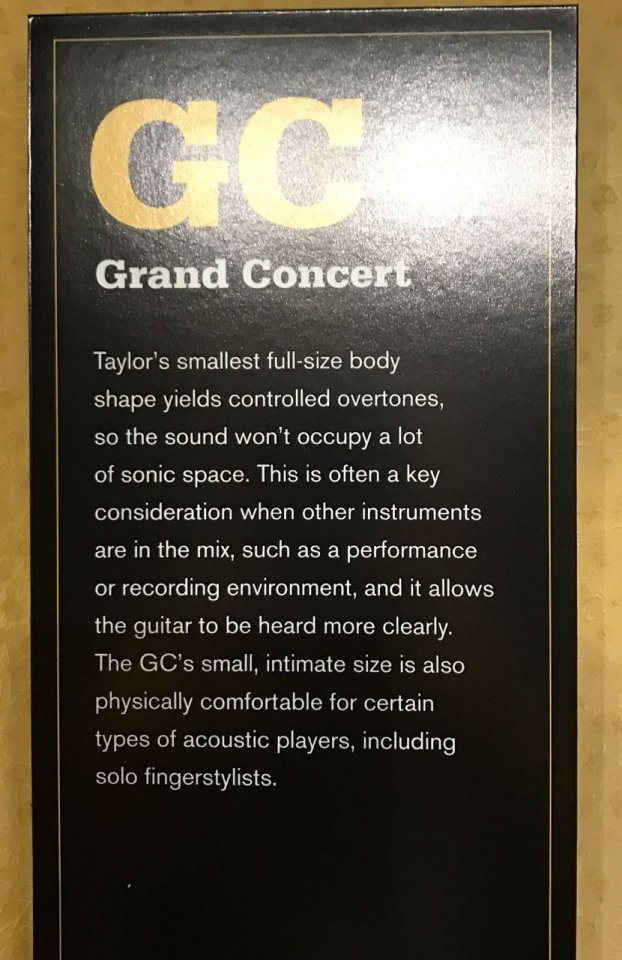 GC
Grand Concert
Taylor's smallest full-size body
shape yields controlled overtones,
so the sound won't occupy a lot
of sonic space. This is often a key
consideration when other instruments
are in the mix, such as a performance
or recording environment, and it allows
the guitar to be heard more clearly.
The GC's small, intimate size is also
physically comfortable for certain
types of acoustic players, including
solo fingerstylists.